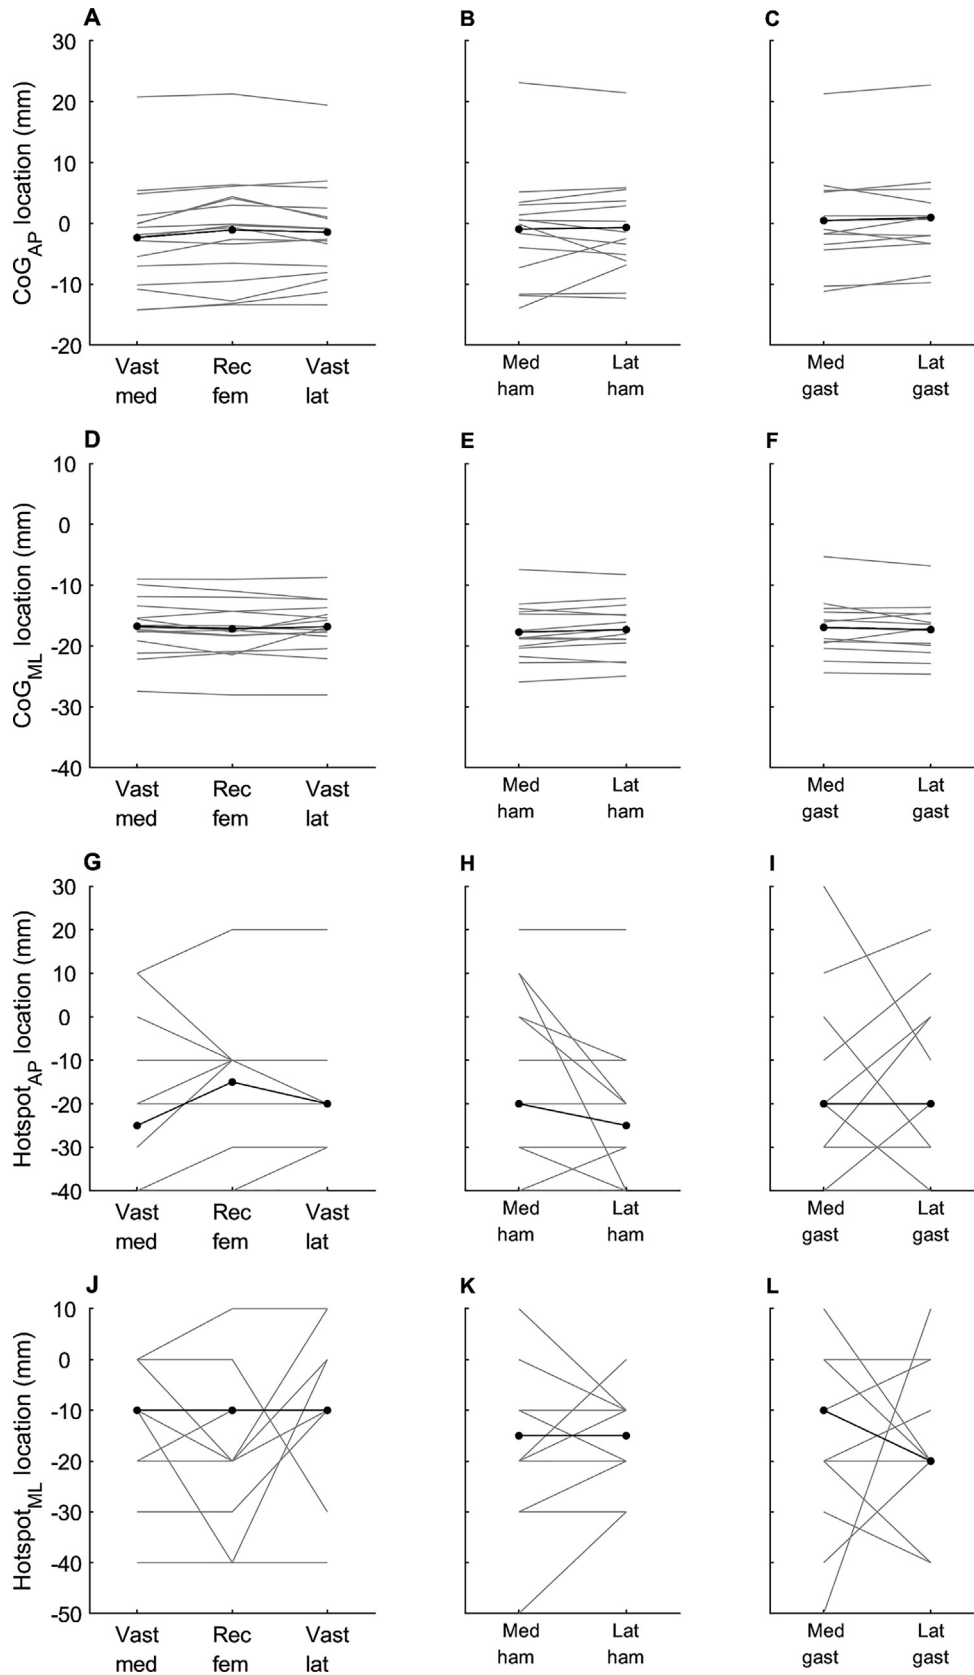 A
B
C
CoG_AP location (mm)
30
20
10
0
-10
-20
Vast Rec Vast
med fem lat
Med Lat
ham ham
Med Lat
gast gast
D
E
F
CoG_ML location (mm)
10
0
-10
-20
-30
-40
Vast Rec Vast
med fem lat
Med Lat
ham ham
Med Lat
gast gast
G
H
I
Hotspot_AP location (mm)
30
20
10
0
-10
-20
-30
-40
Vast Rec Vast
med fem lat
Med Lat
ham ham
Med Lat
gast gast
J
K
L
Hotspot_ML location (mm)
10
0
-10
-20
-30
-40
-50
Vast Rec Vast
med fem lat
Med Lat
ham ham
Med Lat
gast gast